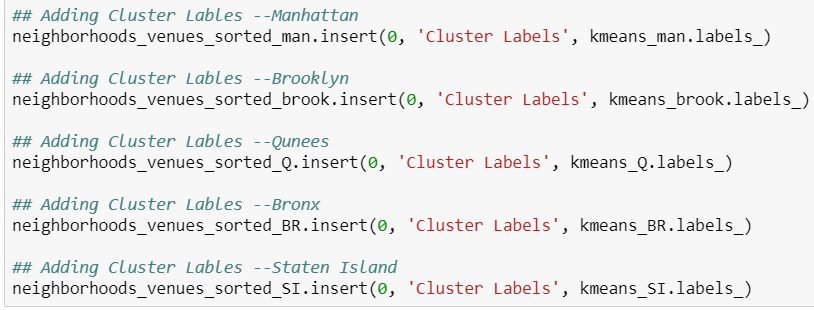 ## Adding Cluster Lables --Manhattan
neighborhoods_venues_sorted_man.insert(0, 'Cluster Labels', kmeans_man.labels_)
## Adding Cluster Lables --Brooklyn
neighborhoods_venues_sorted_brook.insert(0, 'Cluster Labels', kmeans_brook.labels_)
## Adding Cluster Lables --Qunees
neighborhoods_venues_sorted_Q.insert(0, 'Cluster Labels', kmeans_Q.labels_)
## Adding Cluster Lables --Bronx
neighborhoods_venues_sorted_BR.insert(0, 'Cluster Labels', kmeans_BR.labels_)
## Adding Cluster Lables --Staten Island
neighborhoods_venues_sorted_SI.insert(0, 'Cluster Labels', kmeans_SI.labels_)